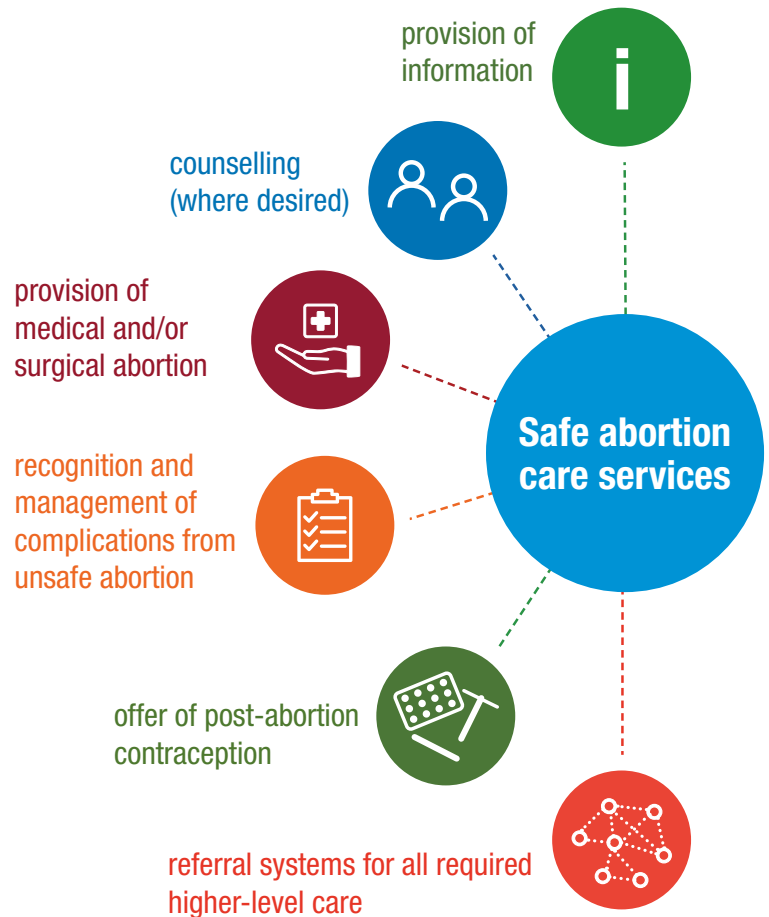 provision of
information
i
counselling
(where desired)
provision of
medical and/or
surgical abortion
Safe abortion
care services
recognition and
management of
complications from
unsafe abortion
offer of post-abortion
contraception
referral systems for all required
higher-level care